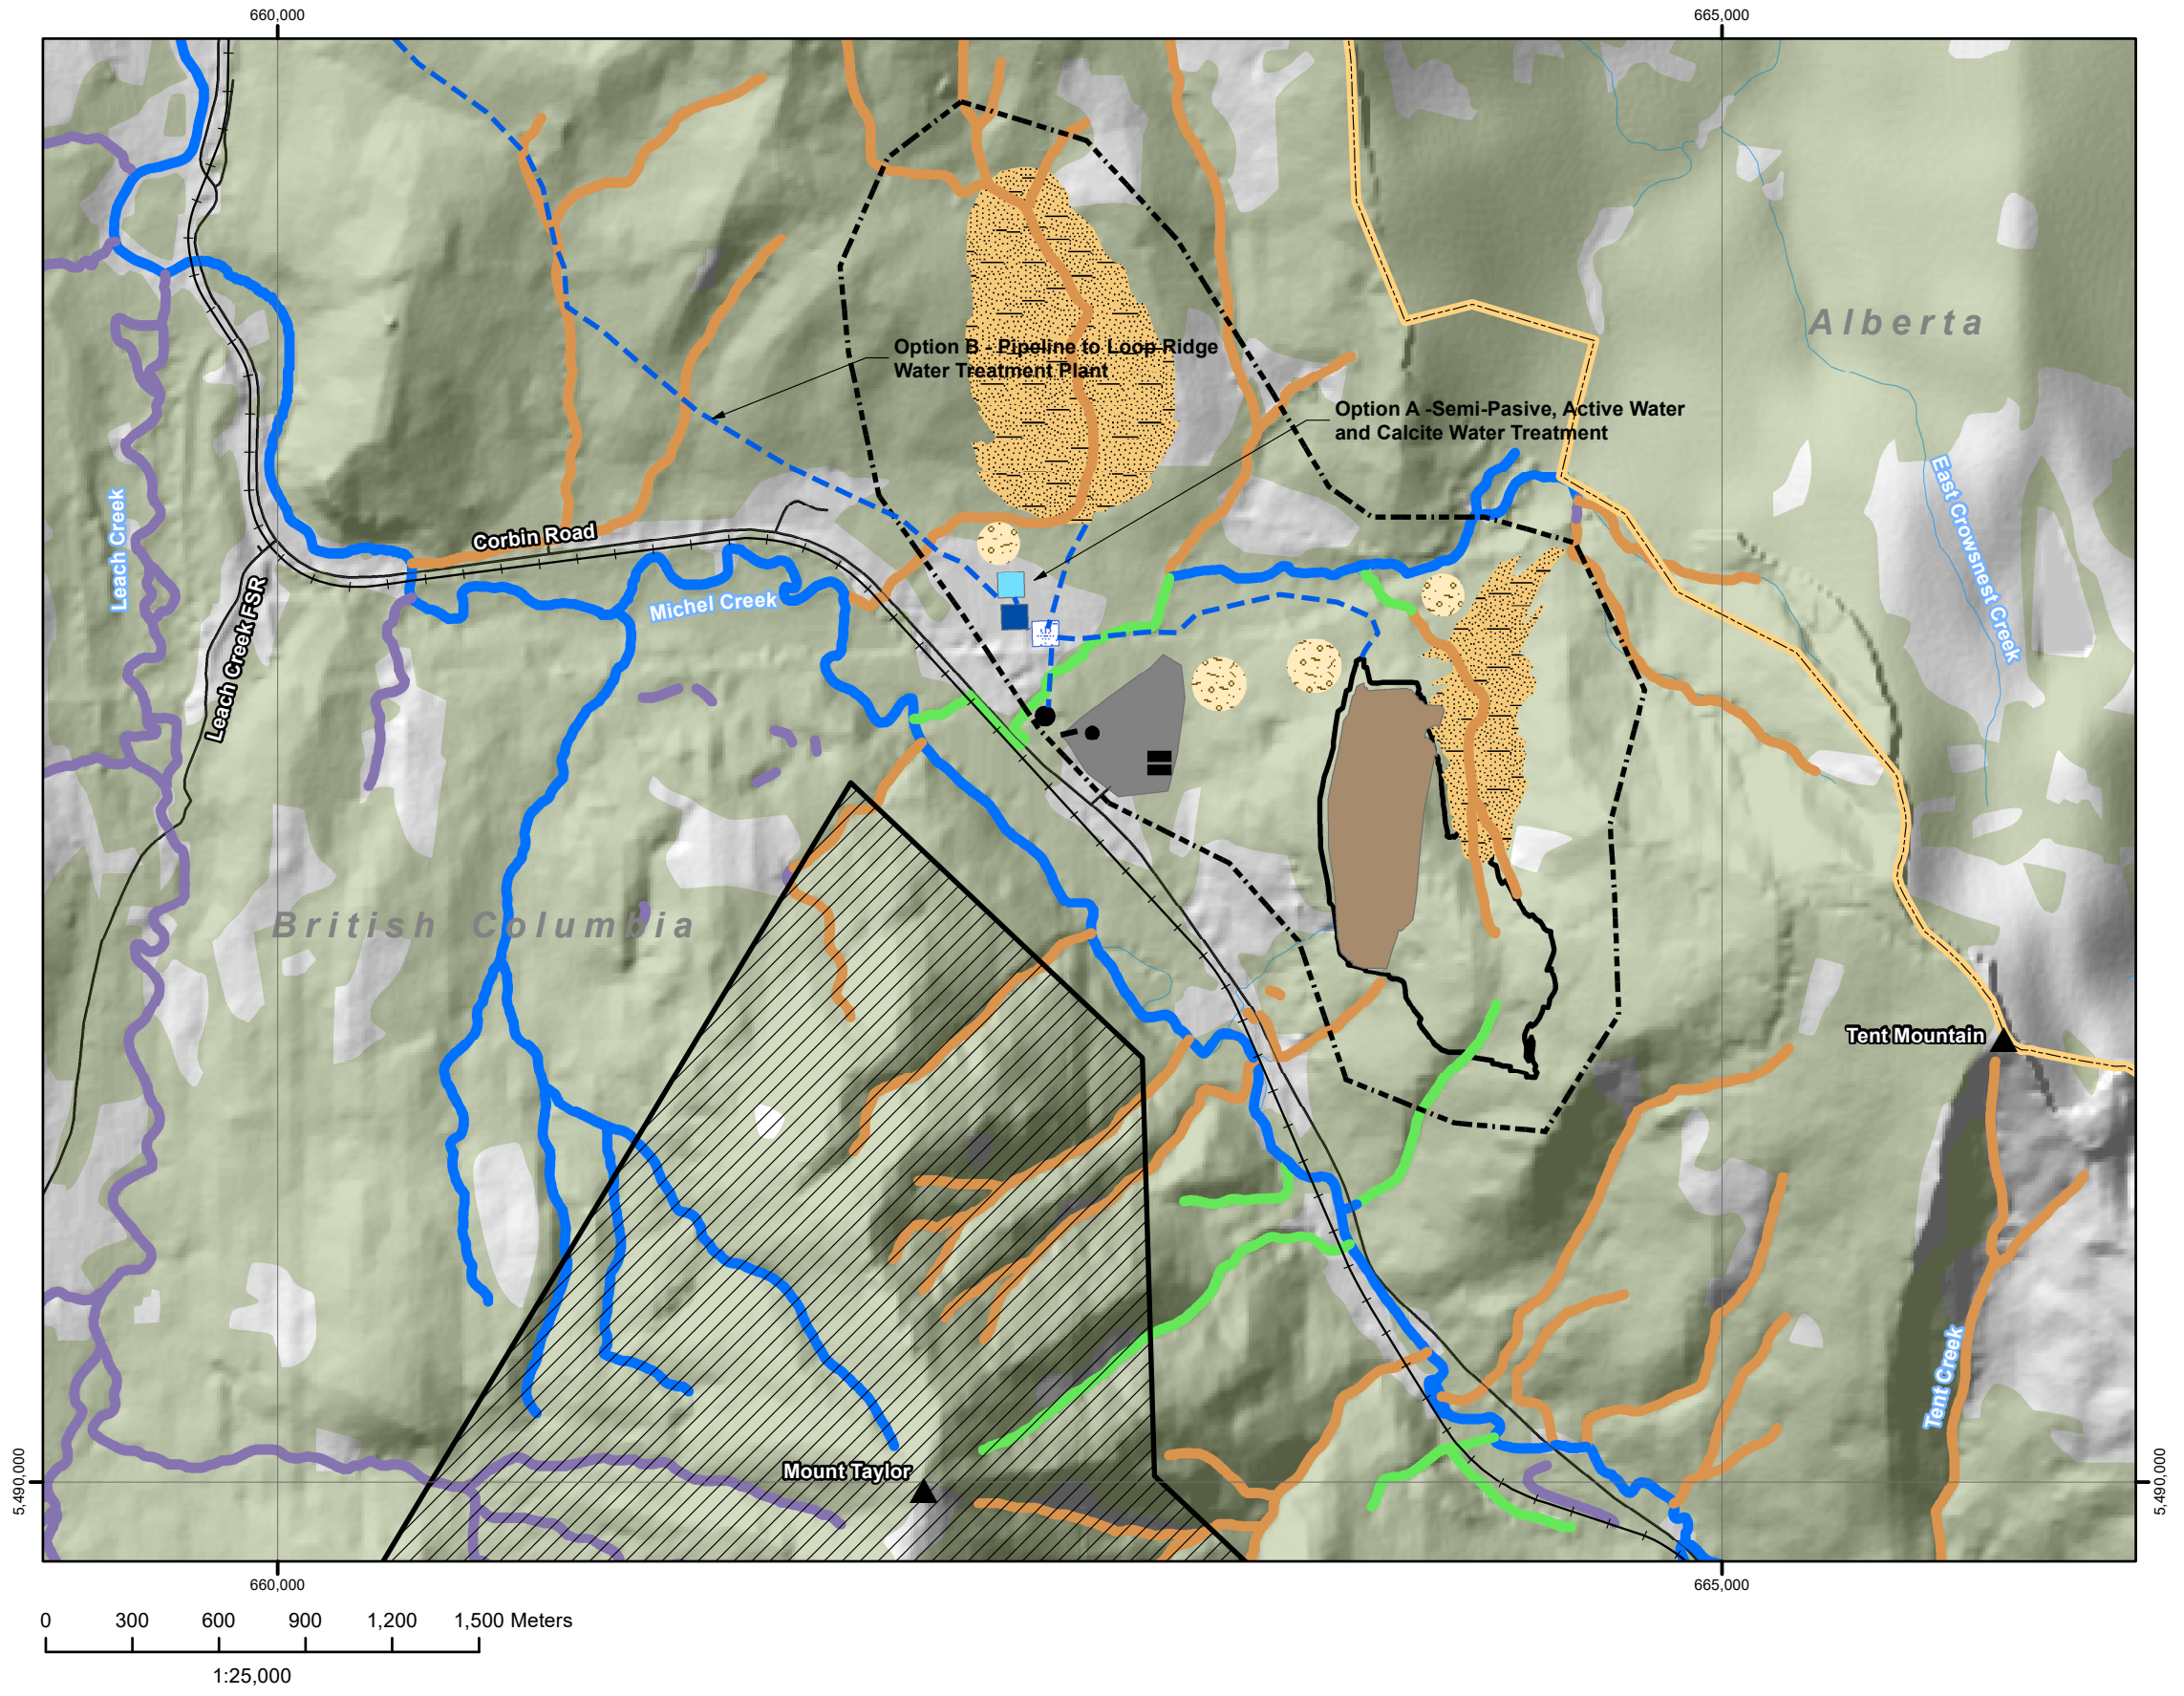 660,000
665,000
Alberta
Option B - Pipeline to Loop Ridge
Water Treatment Plant
Option A -Semi-Pasive, Active Water
and Calcite Water Treatment
East Crowsnest Creek
Leach Creek
Corbin Road
Michel Creek
Leach Creek FSR
British Columbia
Tent Mountain
Tent Creek
Mount Taylor
5,490,000
5,490,000
660,000
665,000
0 300 600 900 1,200 1,500 Meters
1:25,000